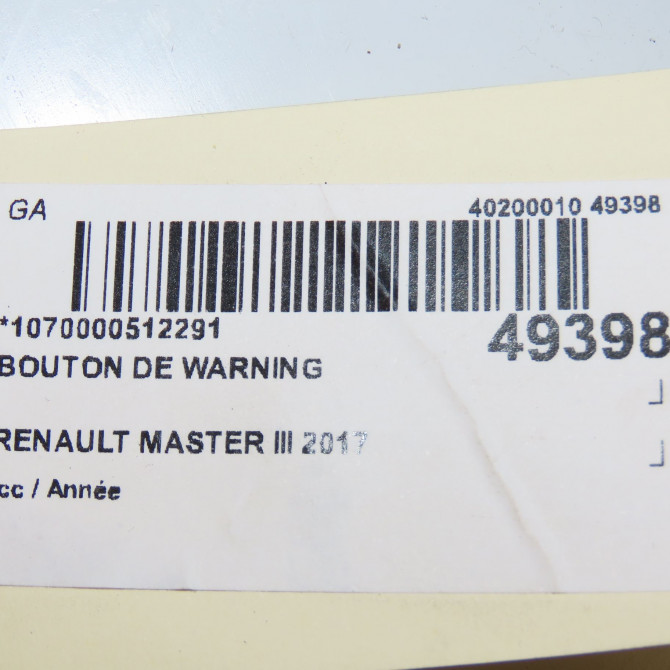 GA
40200010 49398
*1070000512291
49398
BOUTON DE WARNING
RENAULT MASTER III 2017
cc / Année